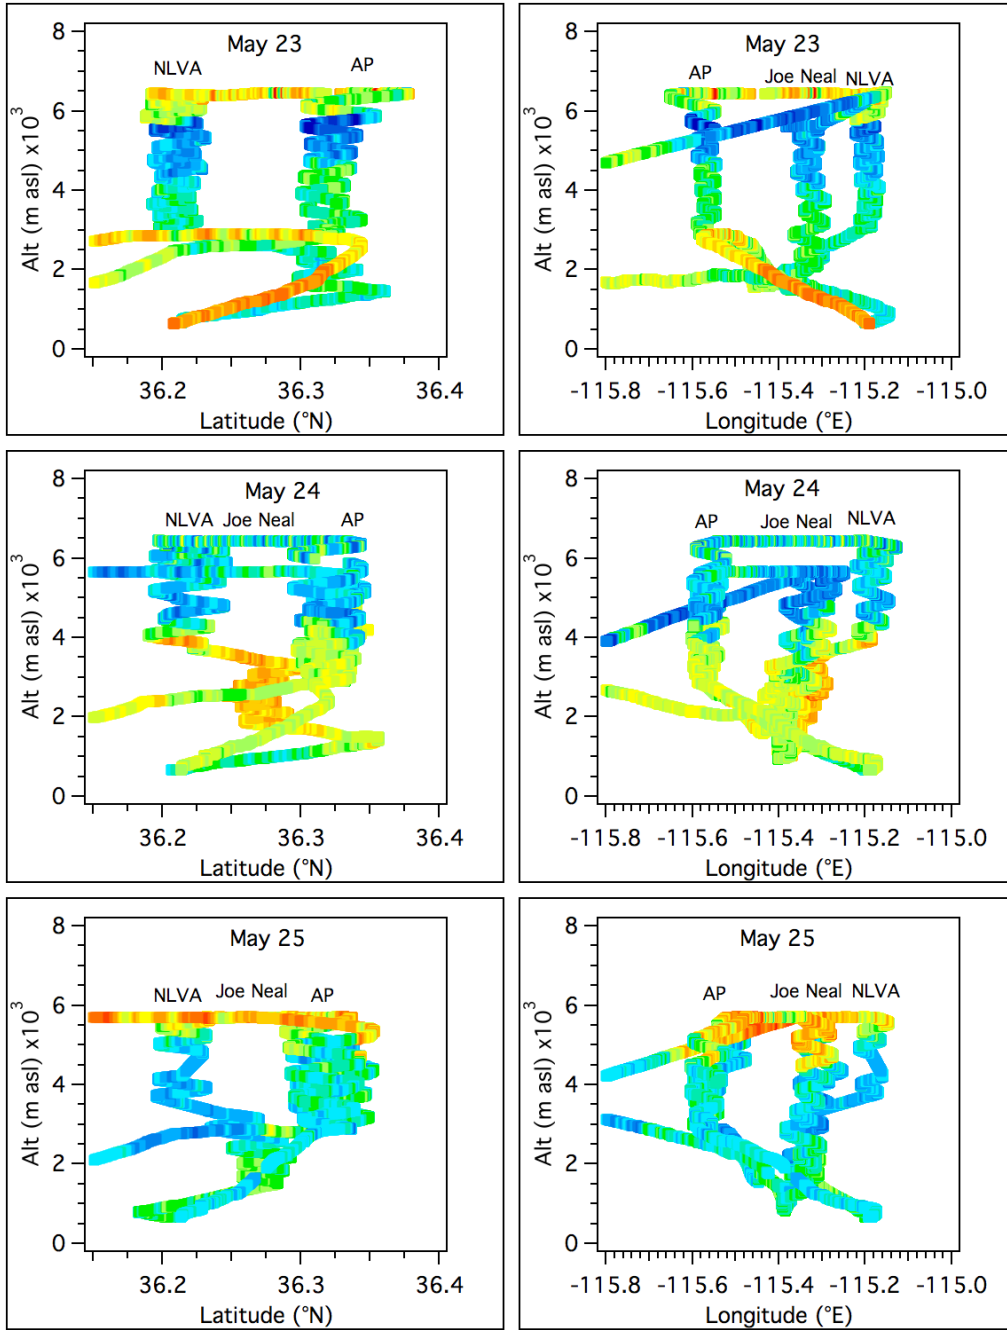 May 23
NLVA
AP
8
6
4
2
0
Alt (m asl) x10³
36.2
36.3
36.4
Latitude (°N)
May 23
AP
Joe Neal
NLVA
8
6
4
2
0
Alt (m asl) x10³
-115.8
-115.6
-115.4
-115.2
-115.0
Longitude (°E)
May 24
NLVA
Joe Neal
AP
8
6
4
2
0
Alt (m asl) x10³
36.2
36.3
36.4
Latitude (°N)
May 24
AP
Joe Neal
NLVA
8
6
4
2
0
Alt (m asl) x10³
-115.8
-115.6
-115.4
-115.2
-115.0
Longitude (°E)
May 25
NLVA
Joe Neal
AP
8
6
4
2
0
Alt (m asl) x10³
36.2
36.3
36.4
Latitude (°N)
May 25
AP
Joe Neal
NLVA
8
6
4
2
0
Alt (m asl) x10³
-115.8
-115.6
-115.4
-115.2
-115.0
Longitude (°E)